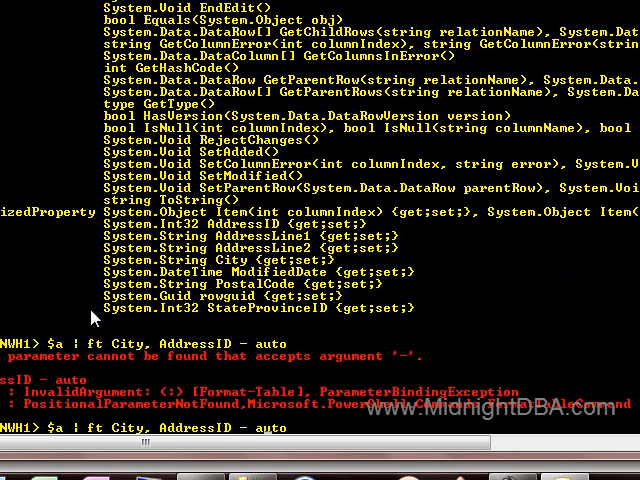 System.Void EndEdit()
bool Equals(System.Object obj)
System.Data.DataRow[] GetChildRows(string relationName), System.Data.
string GetColumnError(int columnIndex), string GetColumnError(strin
System.Data.DataColumn[] GetColumnsInError()
int GetHashCode()
System.Data.DataRow GetParentRow(string relationName), System.Data.
System.Data.DataRow[] GetParentRows(string relationName), System.Da
type GetType()
bool HasVersion(System.Data.DataRowVersion version)
bool IsNull(int columnIndex), bool IsNull(string columnName), bool
System.Void RejectChanges()
System.Void SetAdded()
System.Void SetColumnError(int columnIndex, string error), System.V
System.Void SetModified()
System.Void SetParentRow(System.Data.DataRow parentRow), System.Voi
string ToString()
izedProperty System.Object Item(int columnIndex) {get;set;}, System.Object Item(
System.Int32 AddressID {get;set;}
System.String AddressLine1 {get;set;}
System.String AddressLine2 {get;set;}
System.String City {get;set;}
System.DateTime ModifiedDate {get;set;}
System.String PostalCode {get;set;}
System.Guid rowguid {get;set;}
System.Int32 StateProvinceID {get;set;}
NWH1> $a | ft City, AddressID - auto
parameter cannot be found that accepts argument '-'.
ssID - auto
: InvalidArgument: (:) [Format-Table], ParameterBindingException
: PositionalParameterNotFound,Microsoft.PowerShell.Commands.FormatTableCommand
www.MidnightDBA.com
NWH1> $a | ft City, AddressID - auto